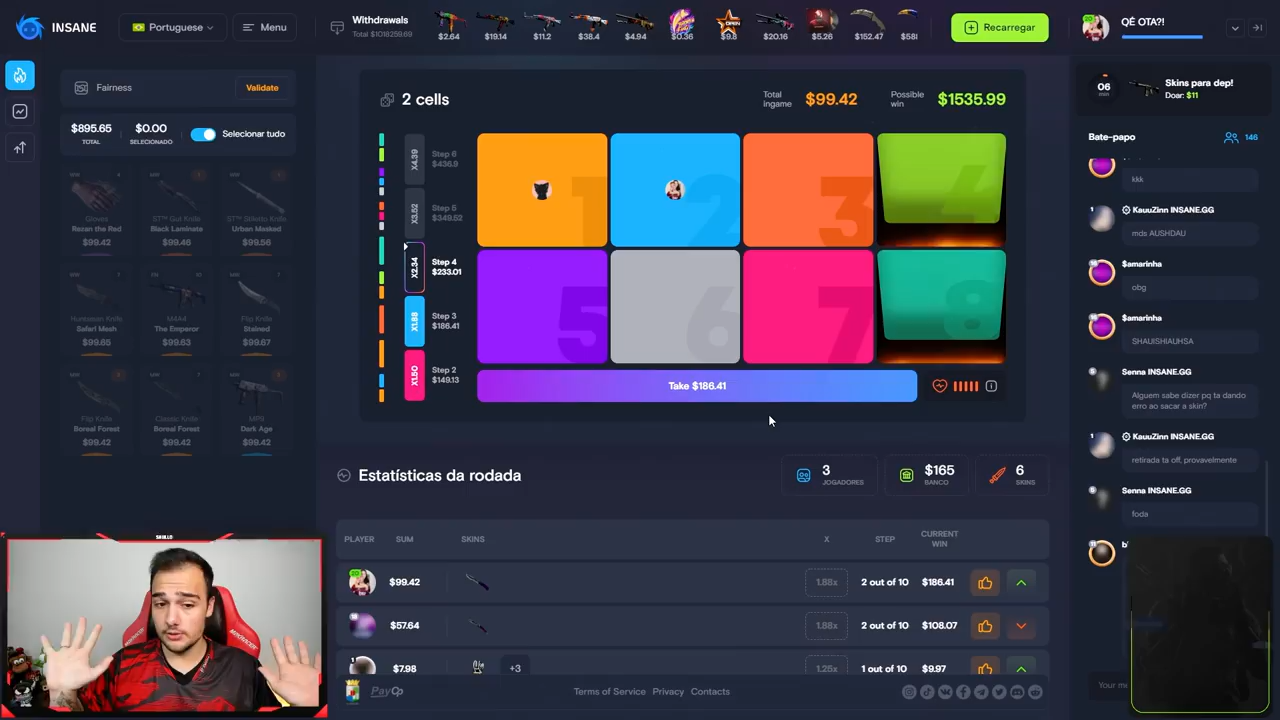 INSANE
Portuguese
Menu
Withdrawals
Total $1018259.69
$2.64
$19.14
$11.2
$38.4
$4.94
$0.36
$9.8
$20.16
$5.26
$152.47
Recarregar
QÉ OTA?!
Fairness
Validate
$895.65
TOTAL
$0.00
SELECIONADO
Selecionar tudo
Gloves
Rezan the Red
$99.42
ST™ Gut Knife
Black Laminate
$99.46
ST™ Stiletto Knife
Urban Masked
$99.56
Huntsman Knife
Safari Mesh
$99.65
M4A4
The Emperor
$99.63
Flip Knife
Stained
$99.67
Flip Knife
Boreal Forest
$99.42
Classic Knife
Boreal Forest
$99.42
MP5
Dark Age
$99.42
2 cells
Total ingame
$99.42
Possible win
$1535.99
X4.39
Step 6
$436.9
X3.52
Step 5
$349.52
X2.34
Step 4
$233.01
X1.88
Step 3
$186.41
X1.50
Step 2
$149.13
1
2
3
4
5
6
7
8
Take $186.41
Estatísticas da rodada
3
JOGADORES
$165
BANCO
6
SKINS
PLAYER SUM SKINS X STEP CURRENT WIN
$99.42 1.88x 2 out of 10 $186.41
$57.64 1.88x 2 out of 10 $108.07
$7.98 +3 1.25x 1 out of 10 $9.97
Terms of Service Privacy Contacts
06
min
Skins para dep!
Doar: $11
Bate-papo
146
kkk
KauuZinn INSANE.GG
mds AUSHDAU
$amarinha
obg
$amarinha
SHAUISHIAUHSA
Senna INSANE.GG
Alguem sabe dizer pq ta dando
erro ao sacar a skin?
KauuZinn INSANE.GG
retirada ta off, provavelmente
Senna INSANE.GG
foda
Your me